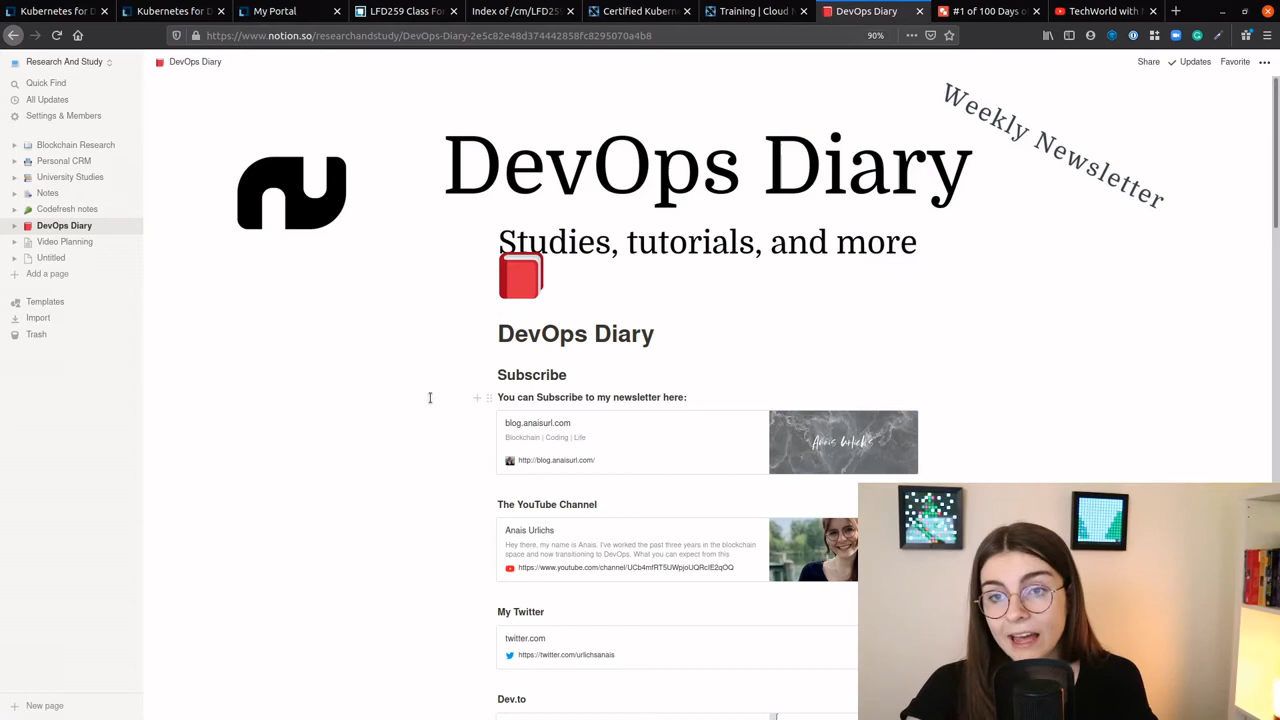 Kubernetes for D
Kubernetes for D
My Portal
LFD259 Class For
Index of /cm/LFD25
Certified Kubern
Training | Cloud N
DevOps Diary
#1 of 100 Days o
TechWorld with N
https://www.notion.so/researchandstudy/DevOps-Diary-2e5c82e48d374442858fc8295070a4b8
90%
Research And Study
DevOps Diary
Share
Updates
Favorite
Quick Find
All Updates
Settings & Members
Blockchain Research
Personal CRM
University Studies
Notes
Codefresh notes
DevOps Diary
Video Planning
Untitled
Add a page
Templates
Import
Trash
New page
Weekly Newsletter
DevOps Diary
Studies, tutorials, and more
DevOps Diary
Subscribe
You can Subscribe to my newsletter here:
blog.anaisurl.com
Blockchain | Coding | Life
http://blog.anaisurl.com/
Anais Urlichs
The YouTube Channel
Anais Urlichs
Hey there, my name is Anais. I've worked the past three years in the blockchain
space and now transitioning to DevOps. What you can expect from this
https://www.youtube.com/channel/UCb4mfRT5UWpjoUQRcIE2qOQ
My Twitter
twitter.com
https://twitter.com/urlichsanais
Dev.to